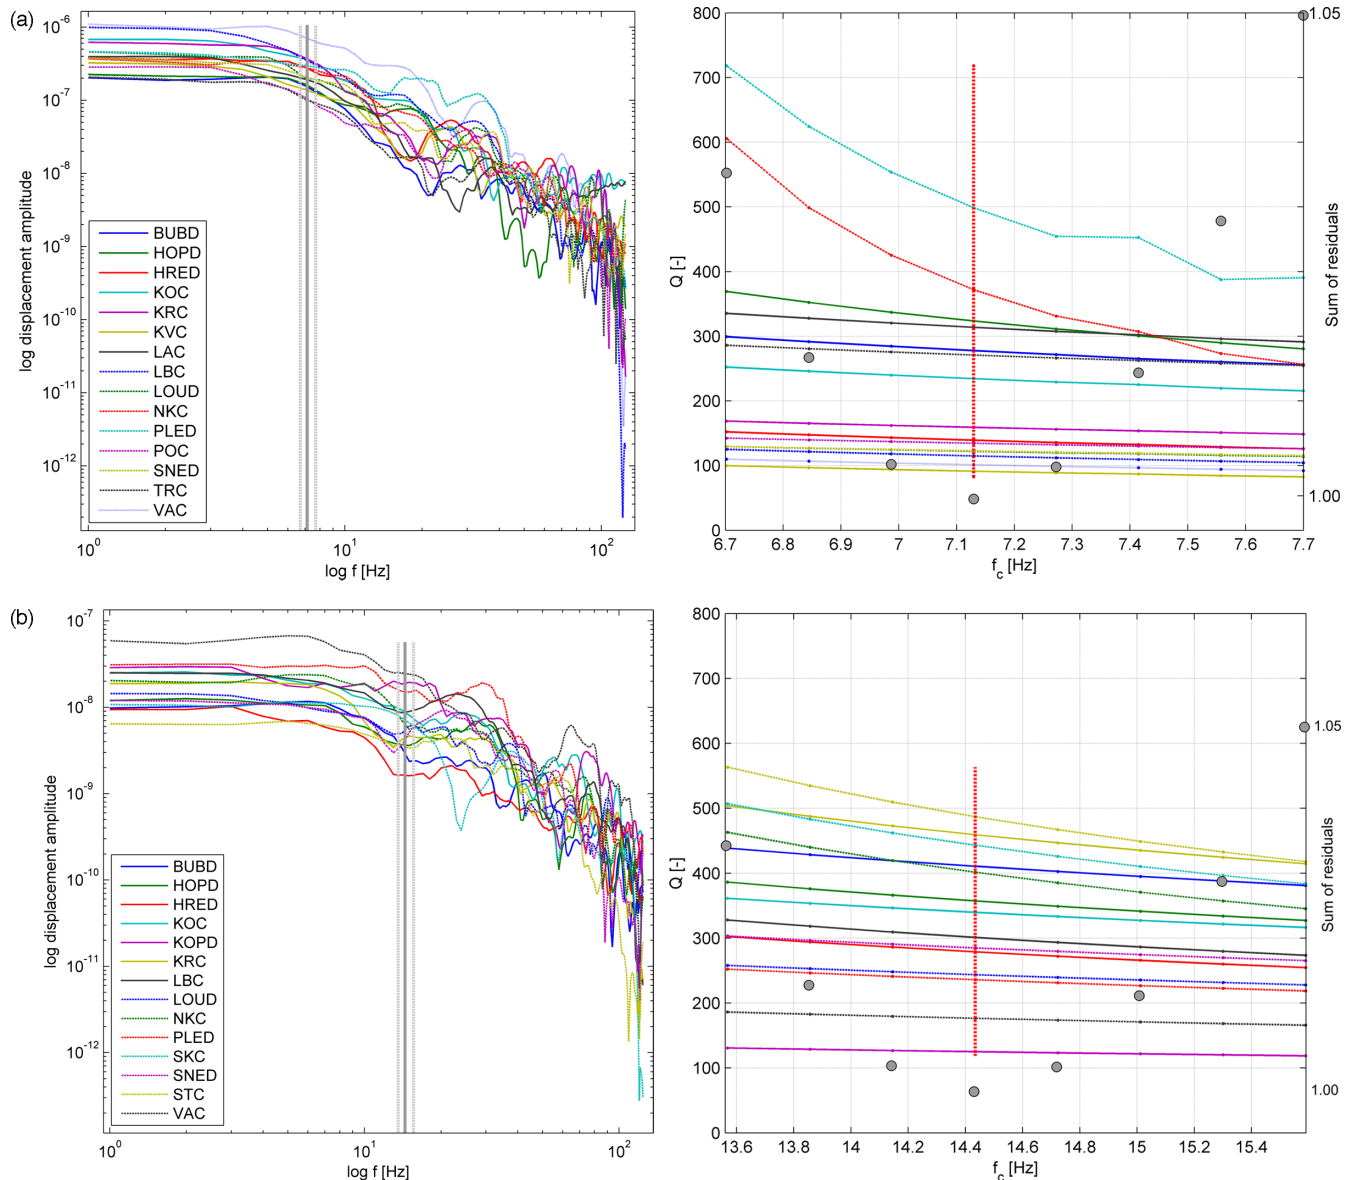 (a)
10^-6
10^-7
10^-8
10^-9
10^-10
10^-11
10^-12
log displacement amplitude
BUBD
HOPD
HRED
KOC
KRC
KVC
LAC
LBC
LOUD
NKC
PLED
POC
SNED
TRC
VAC
10^0
10^1
10^2
log f [Hz]
800
700
600
500
400
300
200
100
0
Q [-]
6.7
6.8
6.9
7
7.1
7.2
7.3
7.4
7.5
7.6
7.7
f_c [Hz]
1.05
1.00
Sum of residuals
(b)
10^-7
10^-8
10^-9
10^-10
10^-11
10^-12
log displacement amplitude
BUBD
HOPD
HRED
KOC
KOPD
KRC
LBC
LOUD
NKC
PLED
SKC
SNED
STC
VAC
10^0
10^1
10^2
log f [Hz]
800
700
600
500
400
300
200
100
0
Q [-]
13.6
13.8
14
14.2
14.4
14.6
14.8
15
15.2
15.4
f_c [Hz]
1.05
1.00
Sum of residuals